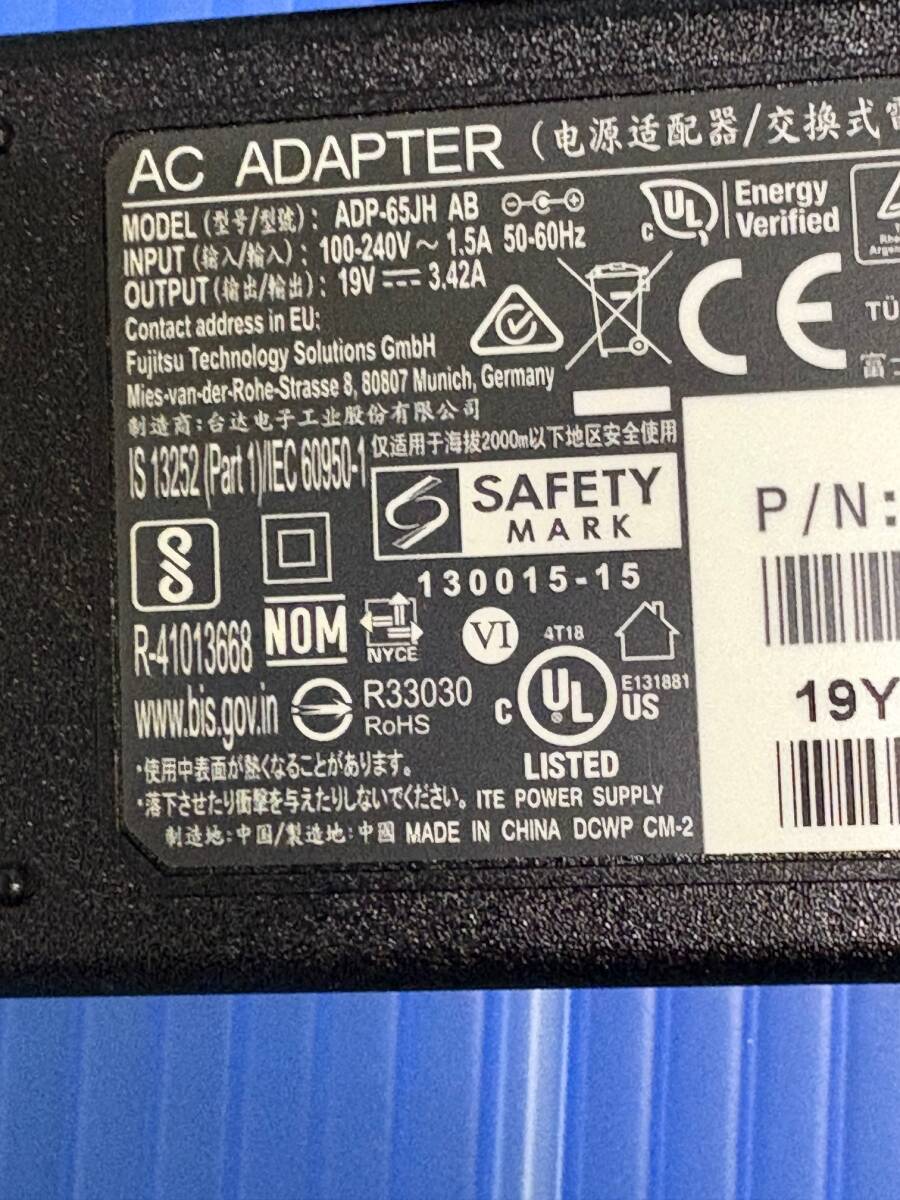 AC ADAPTER (电源适配器/交換式電
MODEL (型号/型號): ADP-65JH AB
INPUT (输入/輸入): 100-240V～ 1.5A 50-60Hz
OUTPUT (输出/輸出): 19V 3.42A
c UL Energy Verified
Contact address in EU:
Fujitsu Technology Solutions GmbH
Mies-van-der-Rohe-Strasse 8, 80807 Munich, Germany
CE
TÜ
制造商:台达电子工业股份有限公司
仅适用于海拔2000m以下地区安全使用
IS 13252 (Part 1)/IEC 60950-1
SAFETY
MARK
130015-15
R-41013668
NOM
NYCE
VI
4T18
www.bis.gov.in
R33030
RoHS
c UL US
E131881
LISTED
･使用中表面が熱くなることがあります。
･落下させたり衝撃を与えたりしないでください。 ITE POWER SUPPLY
制造地:中国/製造地:中國 MADE IN CHINA DCWP CM-2
P/N:
19Y